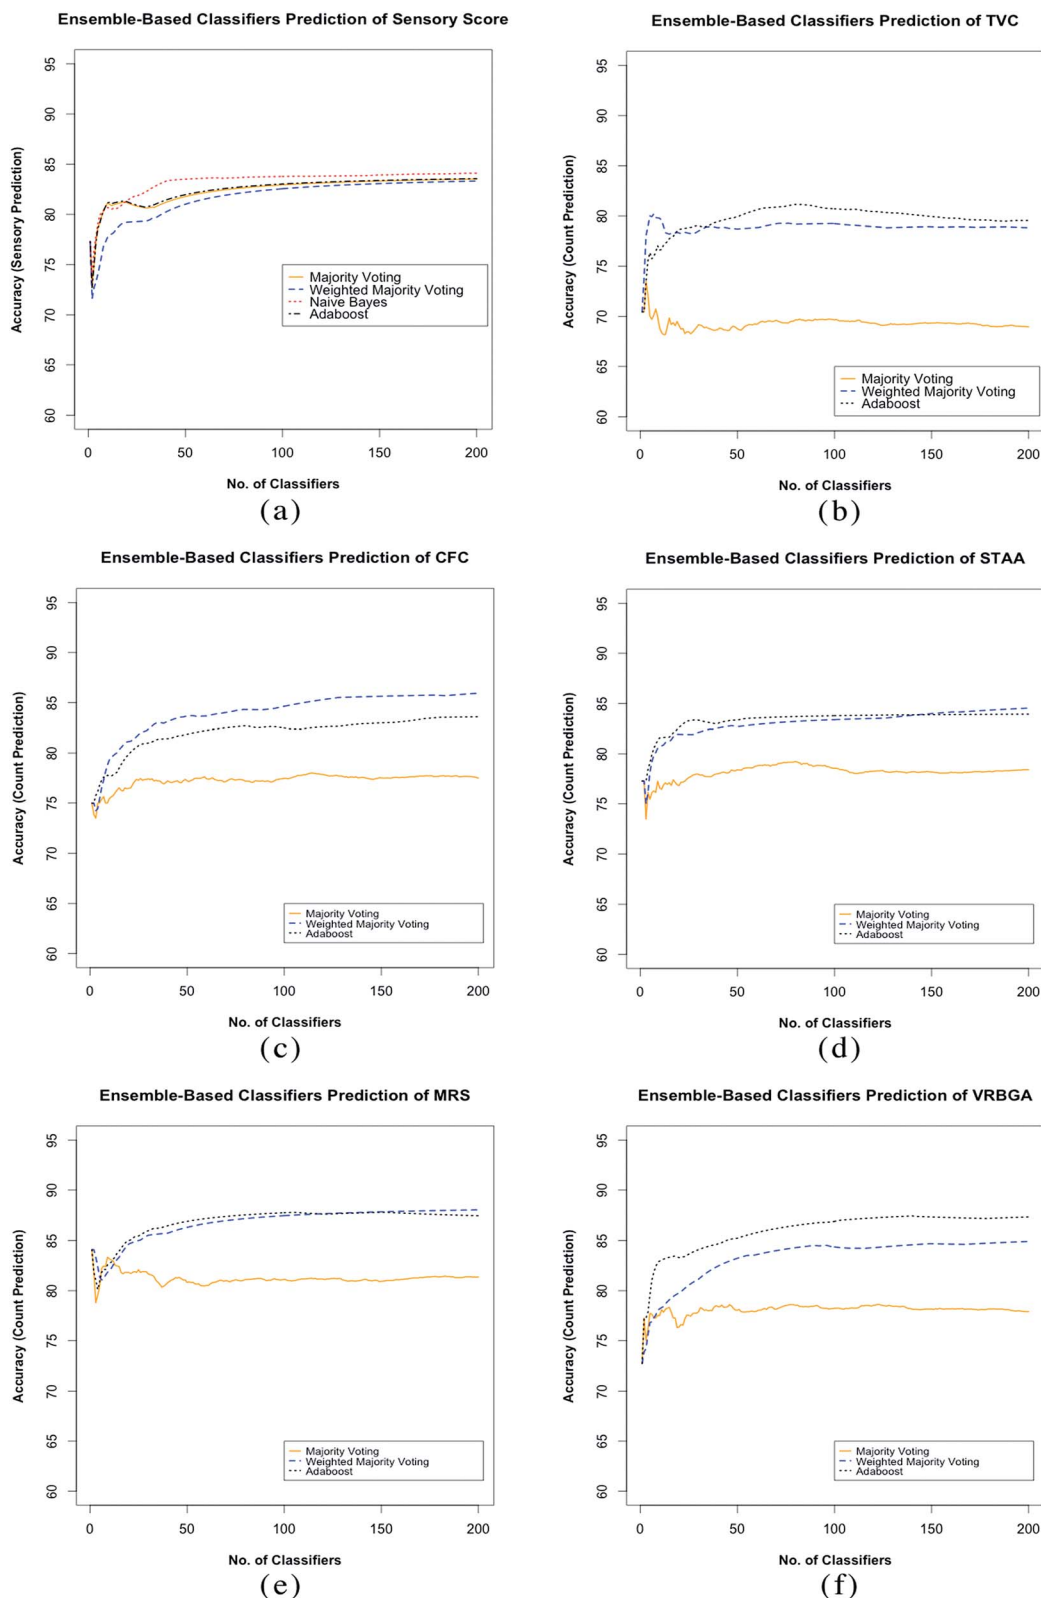 Ensemble-Based Classifiers Prediction of Sensory Score
Accuracy (Sensory Prediction)
95
90
85
80
75
70
65
60
Majority Voting
Weighted Majority Voting
Naive Bayes
Adaboost
0 50 100 150 200
No. of Classifiers
(a)
Ensemble-Based Classifiers Prediction of TVC
Accuracy (Count Prediction)
95
90
85
80
75
70
65
60
Majority Voting
Weighted Majority Voting
Adaboost
0 50 100 150 200
No. of Classifiers
(b)
Ensemble-Based Classifiers Prediction of CFC
Accuracy (Count Prediction)
95
90
85
80
75
70
65
60
Majority Voting
Weighted Majority Voting
Adaboost
0 50 100 150 200
No. of Classifiers
(c)
Ensemble-Based Classifiers Prediction of STAA
Accuracy (Count Prediction)
95
90
85
80
75
70
65
60
Majority Voting
Weighted Majority Voting
Adaboost
0 50 100 150 200
No. of Classifiers
(d)
Ensemble-Based Classifiers Prediction of MRS
Accuracy (Count Prediction)
95
90
85
80
75
70
65
60
Majority Voting
Weighted Majority Voting
Adaboost
0 50 100 150 200
No. of Classifiers
(e)
Ensemble-Based Classifiers Prediction of VRBGA
Accuracy (Count Prediction)
95
90
85
80
75
70
65
60
Majority Voting
Weighted Majority Voting
Adaboost
0 50 100 150 200
No. of Classifiers
(f)